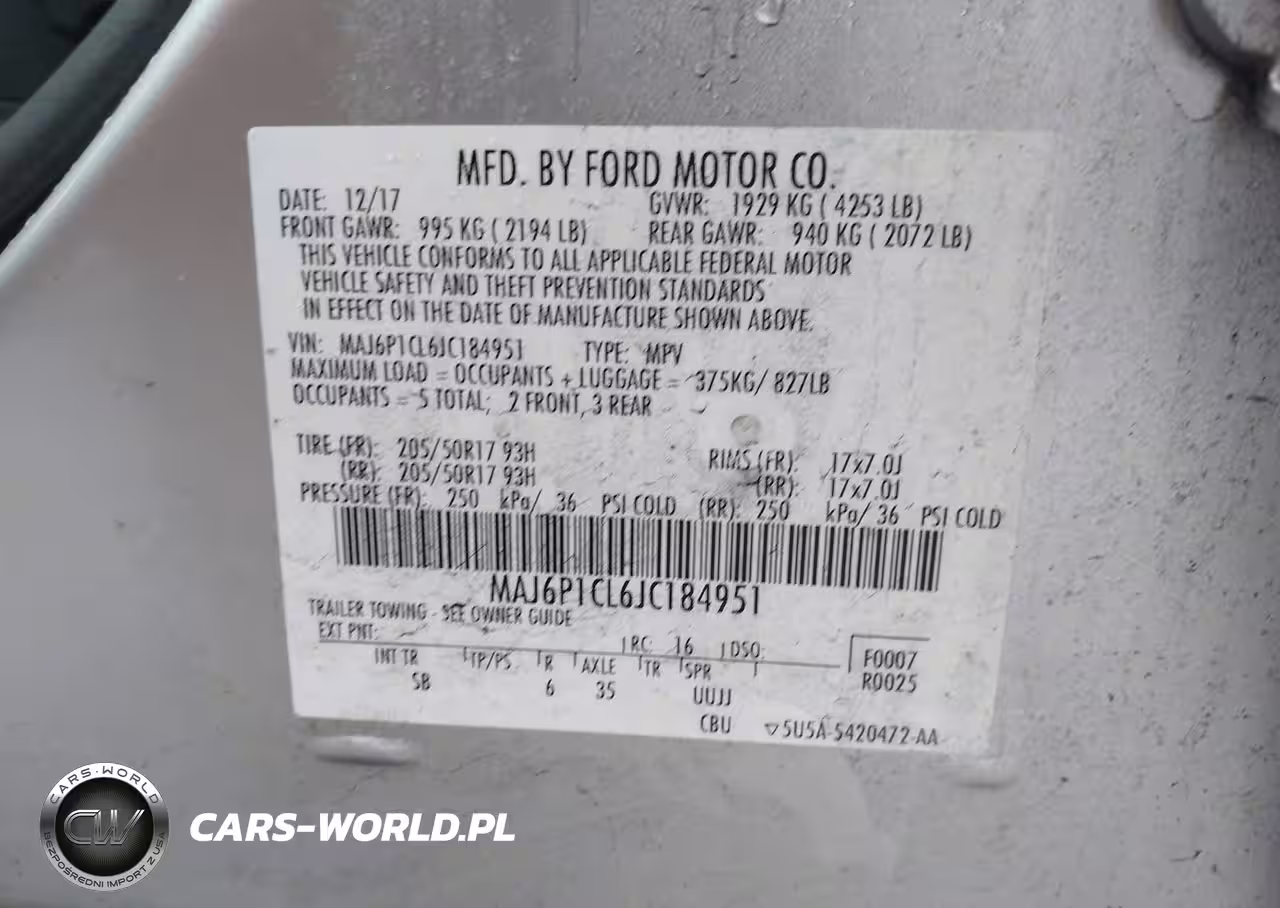 MFD. BY FORD MOTOR CO.
DATE: 12/17 GVWR: 1929 KG ( 4253 LB)
FRONT GAWR: 995 KG ( 2194 LB) REAR GAWR: 940 KG ( 2072 LB)
THIS VEHICLE CONFORMS TO ALL APPLICABLE FEDERAL MOTOR
VEHICLE SAFETY AND THEFT PREVENTION STANDARDS
IN EFFECT ON THE DATE OF MANUFACTURE SHOWN ABOVE.
VIN: MAJ6P1CL6JC184951 TYPE: MPV
MAXIMUM LOAD = OCCUPANTS + LUGGAGE = 375KG/ 827LB
OCCUPANTS = 5 TOTAL; 2 FRONT, 3 REAR
TIRE (FR): 205/50R17 93H RIMS (FR): 17x7.0J
(RR): 205/50R17 93H (RR): 17x7.0J
PRESSURE (FR): 250 kPa/ 36 PSI COLD (RR): 250 kPa/ 36 PSI COLD
MAJ6P1CL6JC184951
TRAILER TOWING - SEE OWNER GUIDE
EXT PNT: RC: 16 DSO: F0007
INT TR TP/PS R AXLE TR SPR R0025
SB 6 35 UUJJ
CBU ▽5U5A-5420472-AA
CARS-WORLD
CW
BEZPOŚREDNI IMPORT Z USA
CARS-WORLD.PL